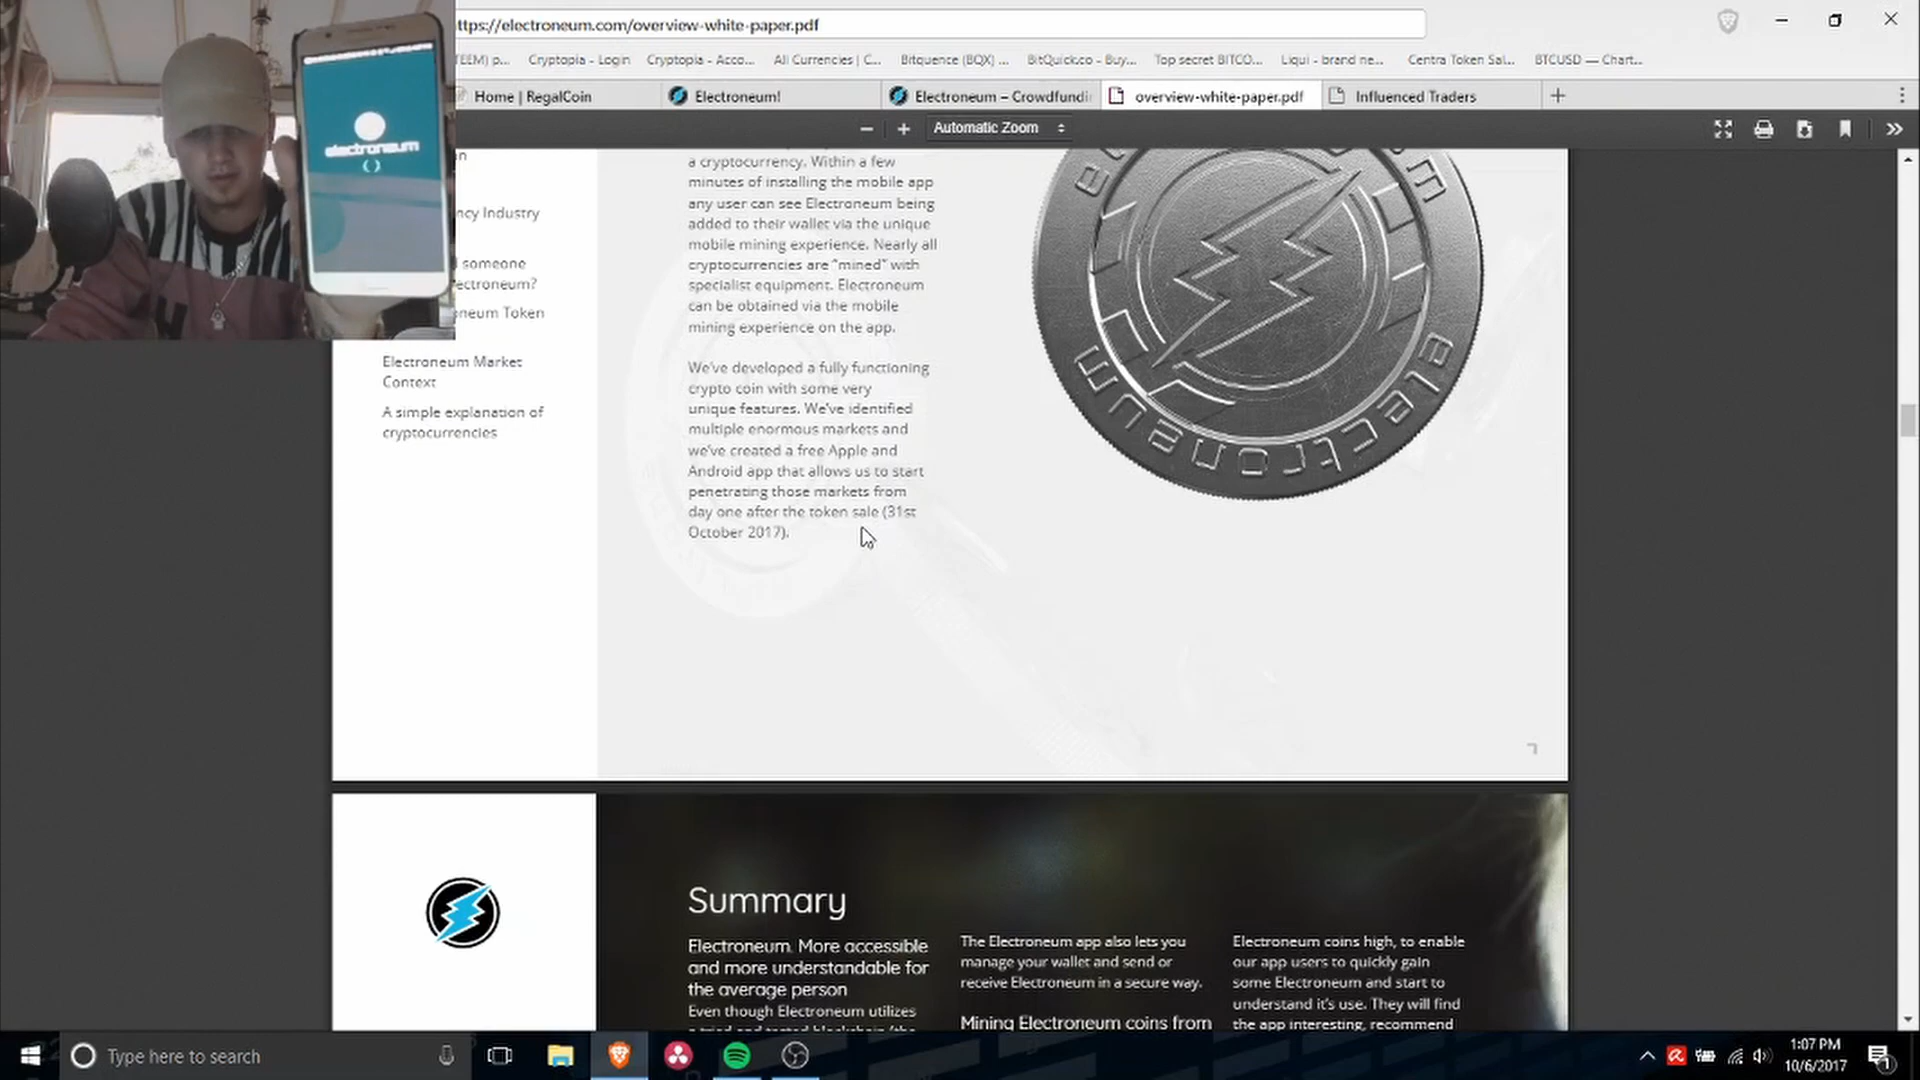 ttps://electroneum.com/overview-white-paper.pdf
TEEM) p... Cryptopia - Login Cryptopia - Acco... All Currencies | C... Bitquence (BQX) ... BitQuick.co - Buy... Top secret BITCO... Liqui - brand ne... Centra Token Sal... BTCUSD — Chart...
Home | RegalCoin Electroneum! Electroneum – Crowdfundi overview-white-paper.pdf Influenced Traders
Automatic Zoom
electroneum
ncy Industry
someone
ectroneum?
neum Token
Electroneum Market
Context
A simple explanation of
cryptocurrencies
a cryptocurrency. Within a few
minutes of installing the mobile app
any user can see Electroneum being
added to their wallet via the unique
mobile mining experience. Nearly all
cryptocurrencies are “mined” with
specialist equipment. Electroneum
can be obtained via the mobile
mining experience on the app.
We’ve developed a fully functioning
crypto coin with some very
unique features. We’ve identified
multiple enormous markets and
we’ve created a free Apple and
Android app that allows us to start
penetrating those markets from
day one after the token sale (31st
October 2017).
electroneum
7
Summary
Electroneum. More accessible
and more understandable for
the average person
Even though Electroneum utilizes
The Electroneum app also lets you
manage your wallet and send or
receive Electroneum in a secure way.
Mining Electroneum coins from
Electroneum coins high, to enable
our app users to quickly gain
some Electroneum and start to
understand it’s use. They will find
the app interesting, recommend
Type here to search
1:07 PM
10/6/2017
1